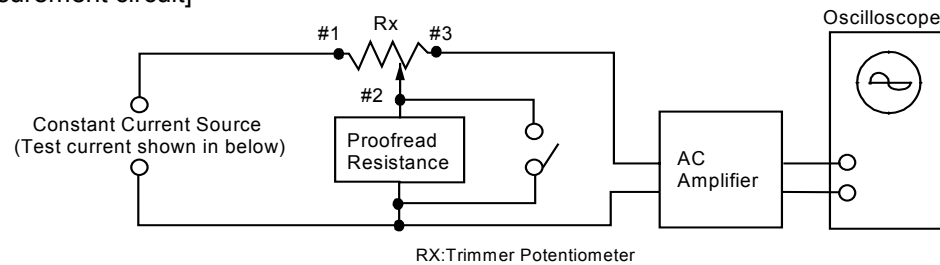 urement circuit]
Oscilloscope
Rx
#1
#3
#2
Constant Current Source
(Test current shown in below)
Proofread
Resistance
AC
Amplifier
RX:Trimmer Potentiometer